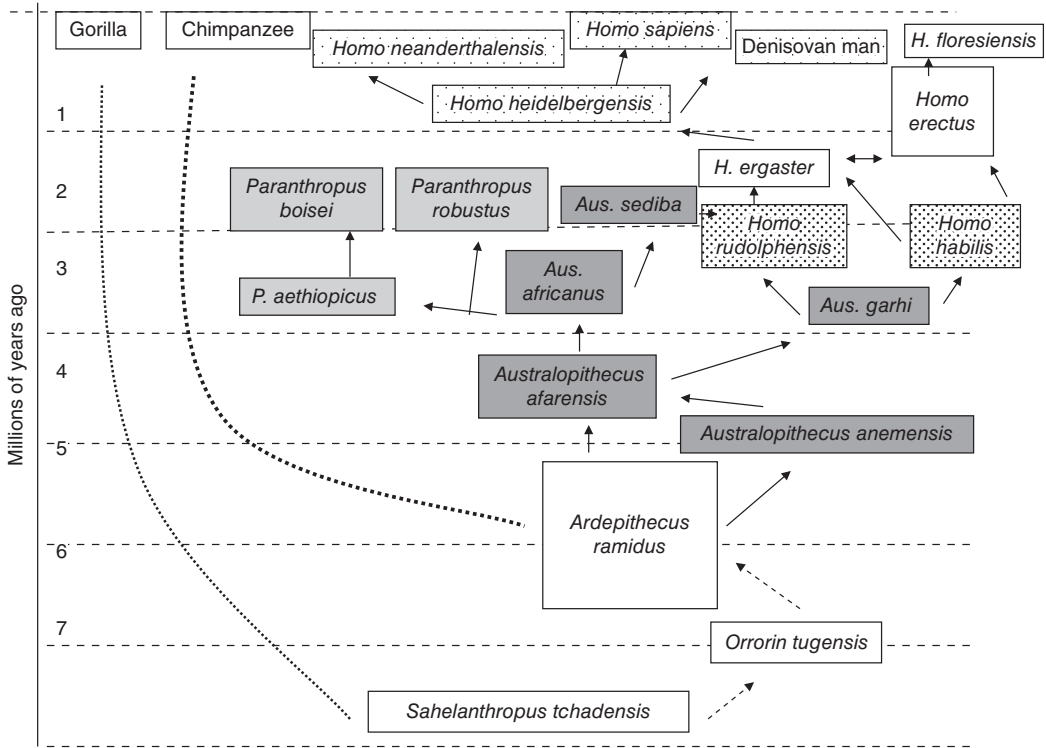 Gorilla
Chimpanzee
Homo neanderthalensis
Homo sapiens
Denisovan man
H. floresiensis
Homo heidelbergensis
Homo
erectus
1
H. ergaster
2
Paranthropus
boisei
Paranthropus
robustus
Aus. sediba
Homo
rudolphensis
Homo
habilis
3
P. aethiopicus
Aus.
africanus
Aus. garhi
4
Australopithecus
afarensis
Australopithecus anemensis
5
Ardepithecus
ramidus
6
7
Orrorin tugensis
Sahelanthropus tchadensis
Millions of years ago